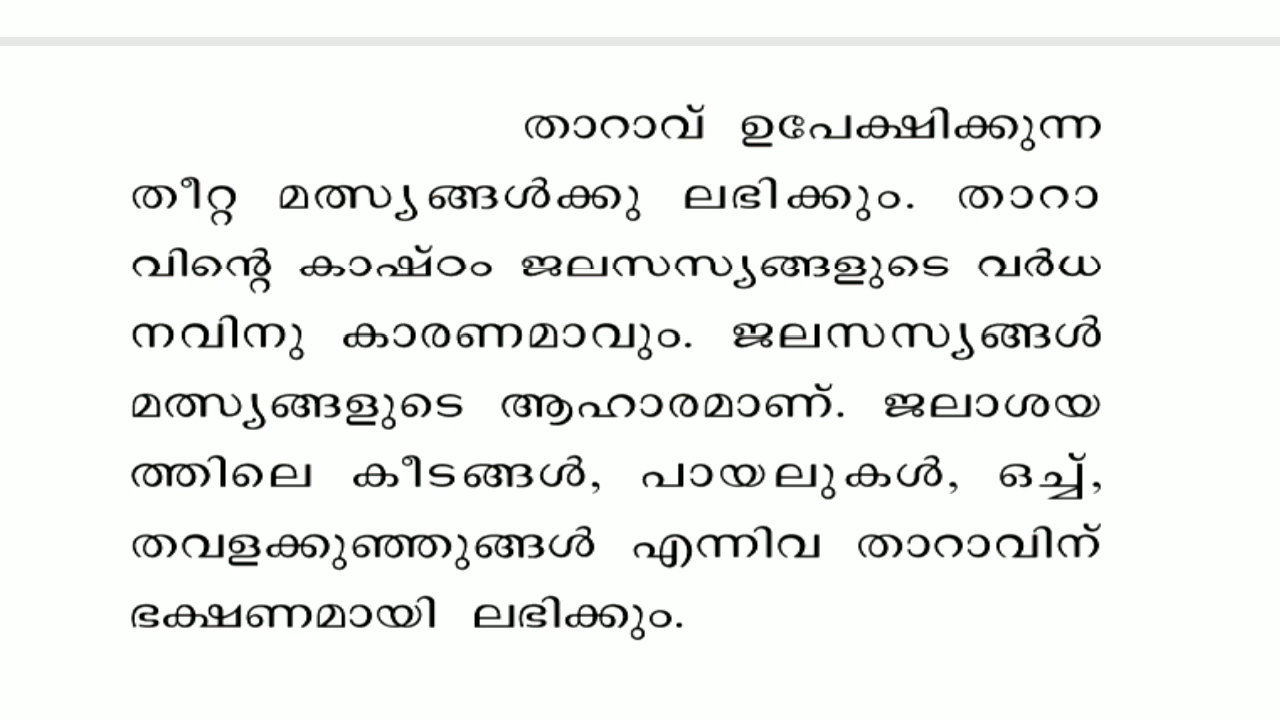 താറാവ് ഉപേക്ഷിക്കുന്ന
തീറ്റ മത്സ്യങ്ങൾക്കു ലഭിക്കും. താറാ
വിന്റെ കാഷ്ഠം ജലസസ്യങ്ങളുടെ വർധ
നവിനു കാരണമാവും. ജലസസ്യങ്ങൾ
മത്സ്യങ്ങളുടെ ആഹാരമാണ്. ജലാശയ
ത്തിലെ കീടങ്ങൾ, പായലുകൾ, ഒച്ച്,
തവളക്കുഞ്ഞുങ്ങൾ എന്നിവ താറാവിന്
ഭക്ഷണമായി ലഭിക്കും.